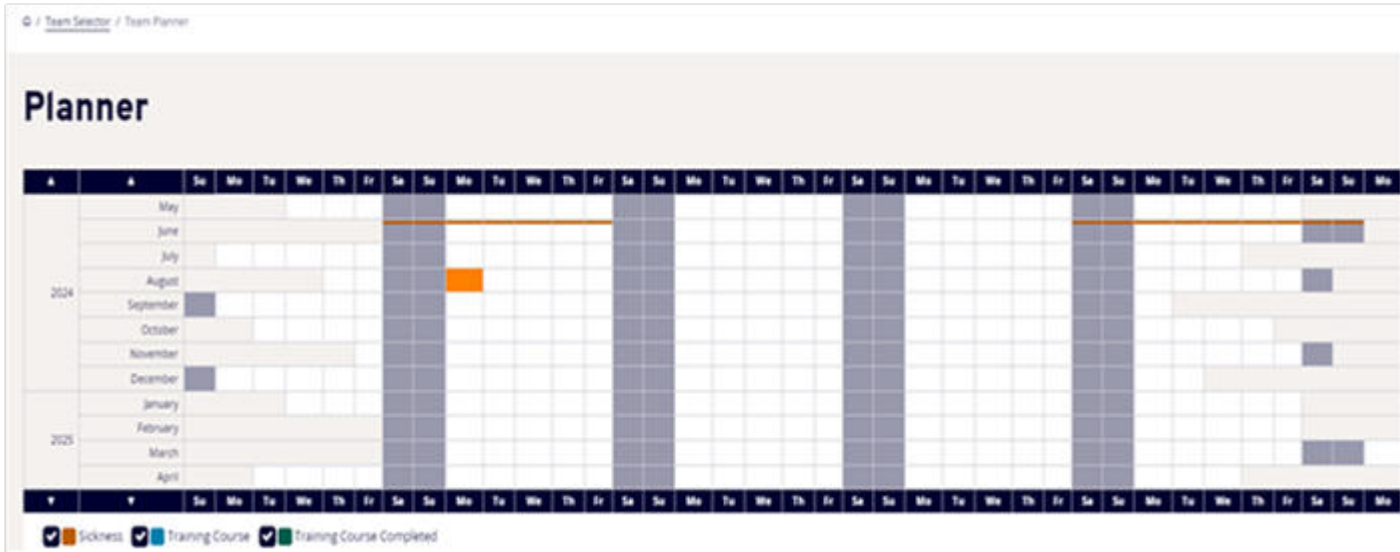 / Team Selector / Team Planner
Planner
▲ ▲ Su Mo Tu We Th Fr Sa Su Mo Tu We Th Fr Sa Su Mo Tu We Th Fr Sa Su Mo Tu We Th Fr Sa Su Mo Tu We Th Fr Sa Su Mo
May
June
July
August
2024
September
October
November
December
January
February
2025
March
April
▼ ▼ Su Mo Tu We Th Fr Sa Su Mo Tu We Th Fr Sa Su Mo Tu We Th Fr Sa Su Mo Tu We Th Fr Sa Su Mo Tu We Th Fr Sa Su Mo
Sickness Training Course Training Course Completed